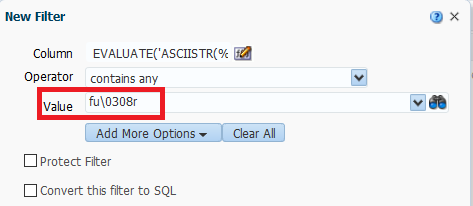 New Filter
?
Column EVALUATE('ASCIISTR(%
Operator contains any
Value fu\0308r
Add More Options Clear All
Protect Filter
Convert this filter to SQL